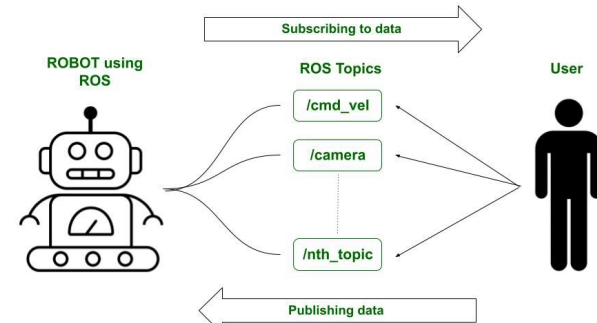 Subscribing to data
ROBOT using
ROS
ROS Topics
User
/cmd_vel
/camera
/nth_topic
Publishing data